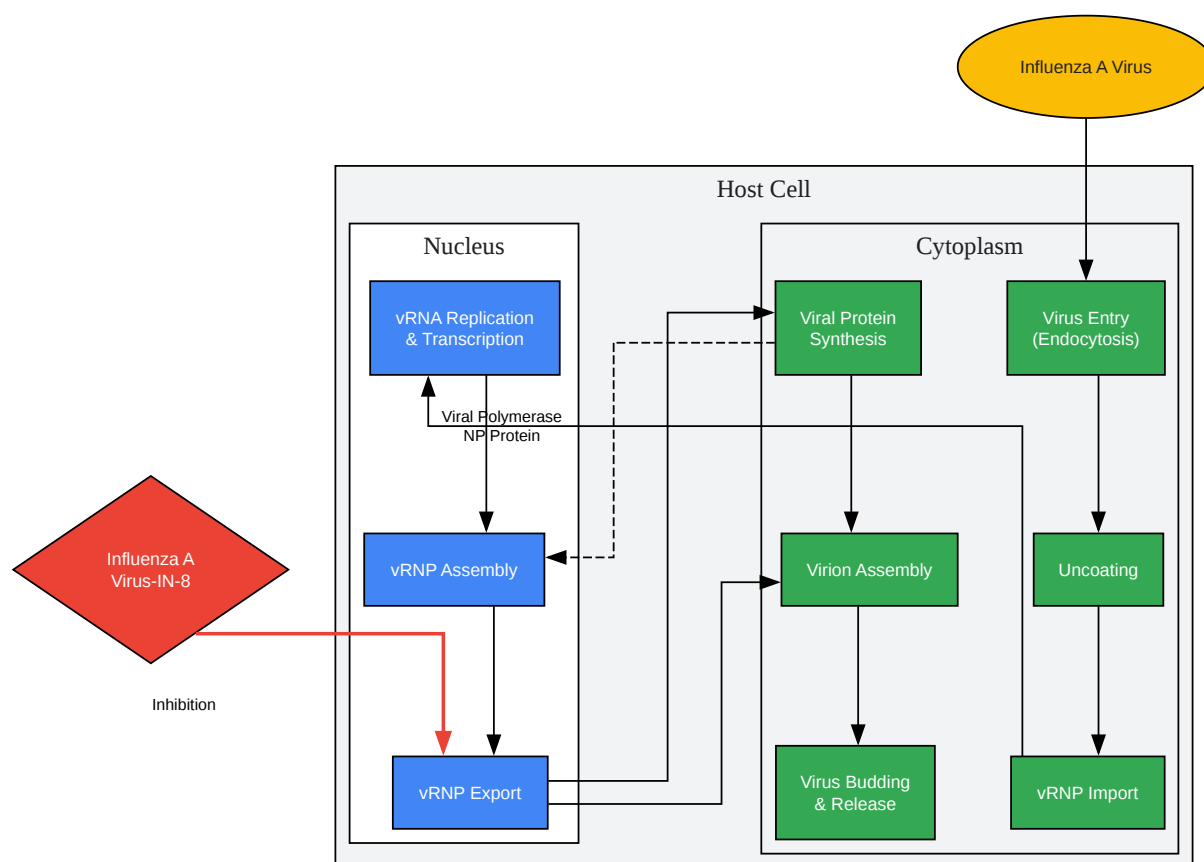 Influenza A Virus
Host Cell
Nucleus
Cytoplasm
vRNA Replication
& Transcription
Viral Protein
Synthesis
Virus Entry
(Endocytosis)
Viral Polymerase
NP Protein
Influenza A
Virus-IN-8
vRNP Assembly
Virion Assembly
Uncoating
Inhibition
vRNP Export
Virus Budding
& Release
vRNP Import